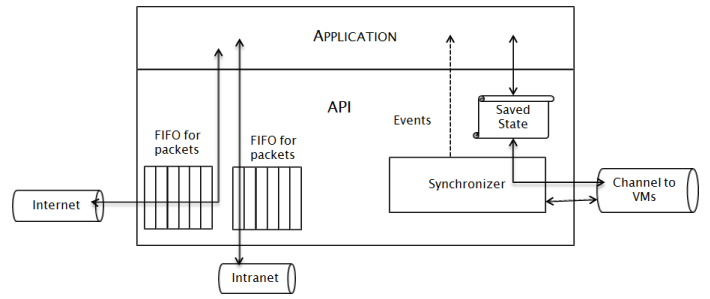 APPLICATION
API
Saved
State
Events
FIFO for
packets
FIFO for
packets
Synchronizer
Channel to
VMs
Internet
Intranet